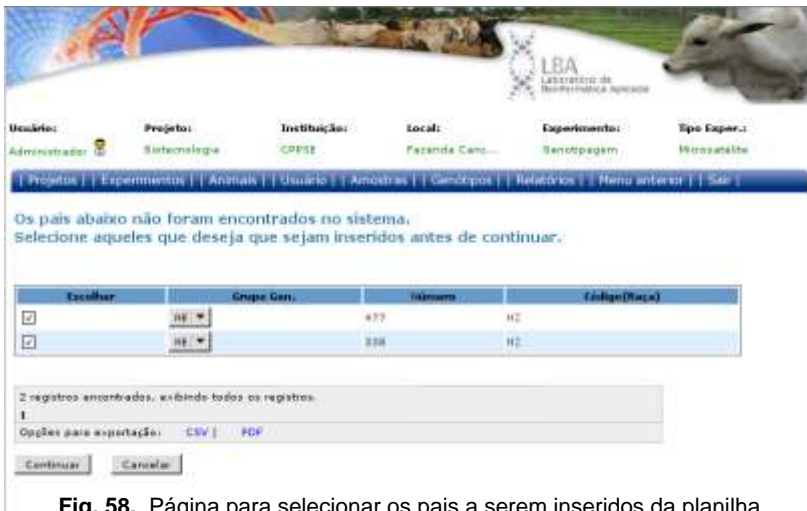 LBA
Laboratório de
Bioinformática Aplicada
Usuário: Projeto: Instituição: Local: Experimento: Tipo Exper.:
Administrador Biotecnologia CPPSE Fazenda Canc... Genotipagem Microsatélite
| Projetos | | Experimentos | | Animais | | Usuário | | Amostras | | Genótipos | | Relatórios | | Menu anterior | | Sair |
Os pais abaixo não foram encontrados no sistema.
Selecione aqueles que deseja que sejam inseridos antes de continuar.
Escolher Grupo Gen. Número Código(Raça)
NE 477
NE 338
2 registros encontrados, exibindo todos os registros.
1
Opções para exportação: CSV | PDF
Continuar Cancelar
Fig. 58. Página para selecionar os pais a serem inseridos da planilha